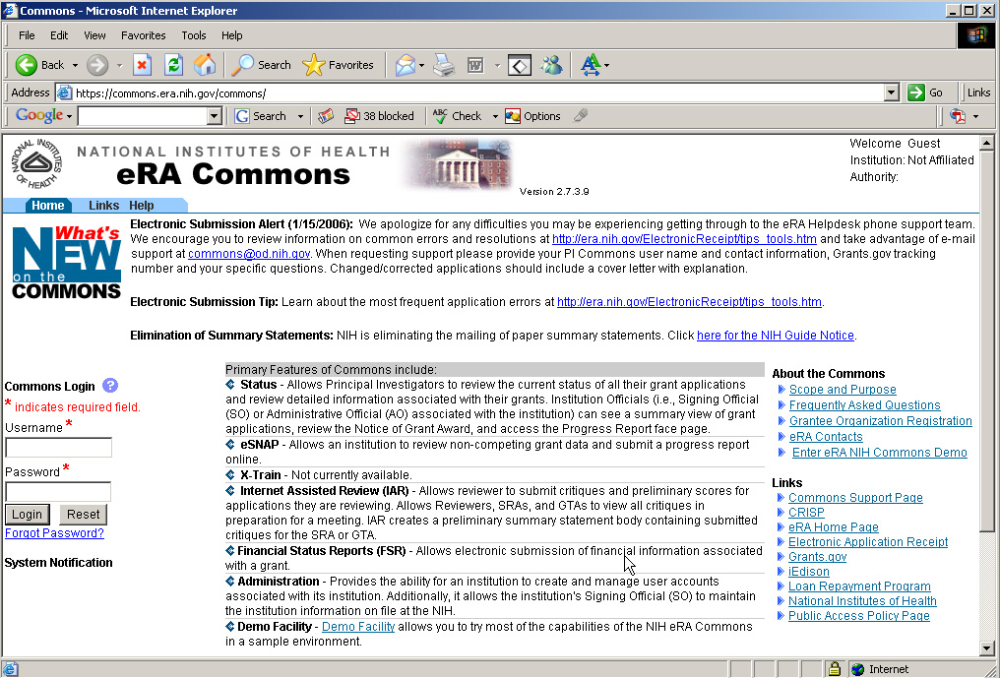 Commons - Microsoft Internet Explorer
File Edit View Favorites Tools Help
Back Search Favorites
Address https://commons.era.nih.gov/commons/ Go Links
Google Search 38 blocked ABC Check Options
NATIONAL INSTITUTES OF HEALTH
NATIONAL INSTITUTES OF HEALTH
eRA Commons
Version 2.7.3.9
Welcome Guest
Institution: Not Affiliated
Authority:
Home Links Help
What's
NEW
on the
COMMONS
Electronic Submission Alert (1/15/2006): We apologize for any difficulties you may be experiencing getting through to the eRA Helpdesk phone support team.
We encourage you to review information on common errors and resolutions at http://era.nih.gov/ElectronicReceipt/tips_tools.htm and take advantage of e-mail
support at commons@od.nih.gov. When requesting support please provide your PI Commons user name and contact information, Grants.gov tracking
number and your specific questions. Changed/corrected applications should include a cover letter with explanation.
Electronic Submission Tip: Learn about the most frequent application errors at http://era.nih.gov/ElectronicReceipt/tips_tools.htm.
Elimination of Summary Statements: NIH is eliminating the mailing of paper summary statements. Click here for the NIH Guide Notice.
Commons Login ?
* indicates required field.
Username *
Password *
Login Reset
Forgot Password?
System Notification
Primary Features of Commons include:
Status - Allows Principal Investigators to review the current status of all their grant applications
and review detailed information associated with their grants. Institution Officials (i.e., Signing Official
(SO) or Administrative Official (AO) associated with the institution) can see a summary view of grant
applications, review the Notice of Grant Award, and access the Progress Report face page.
eSNAP - Allows an institution to review non-competing grant data and submit a progress report
online.
X-Train - Not currently available.
Internet Assisted Review (IAR) - Allows reviewer to submit critiques and preliminary scores for
applications they are reviewing. Allows Reviewers, SRAs, and GTAs to view all critiques in
preparation for a meeting. IAR creates a preliminary summary statement body containing submitted
critiques for the SRA or GTA.
Financial Status Reports (FSR) - Allows electronic submission of financial information associated
with a grant.
Administration - Provides the ability for an institution to create and manage user accounts
associated with its institution. Additionally, it allows the institution's Signing Official (SO) to maintain
the institution information on file at the NIH.
Demo Facility - Demo Facility allows you to try most of the capabilities of the NIH eRA Commons
in a sample environment.
About the Commons
Scope and Purpose
Frequently Asked Questions
Grantee Organization Registration
eRA Contacts
Enter eRA NIH Commons Demo
Links
Commons Support Page
CRISP
eRA Home Page
Electronic Application Receipt
Grants.gov
iEdison
Loan Repayment Program
National Institutes of Health
Public Access Policy Page
Internet